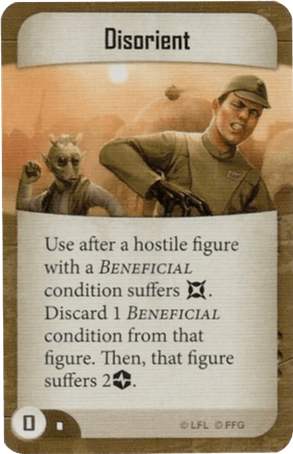 Disorient
Use after a hostile figure
with a BENEFICIAL
condition suffers .
Discard 1 BENEFICIAL
condition from that
figure. Then, that figure
suffers 2.
0
© LFL © FFG